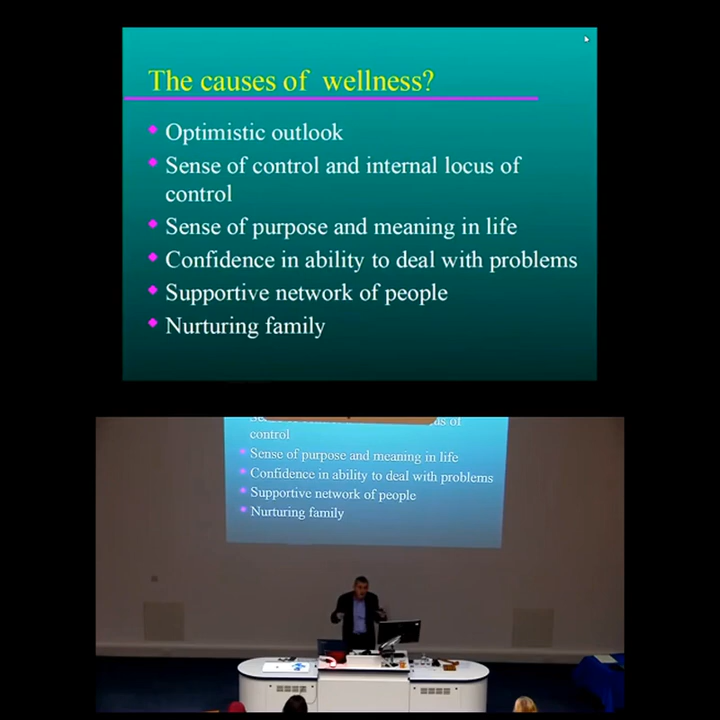 The causes of wellness?
Optimistic outlook
Sense of control and internal locus of
control
Sense of purpose and meaning in life
Confidence in ability to deal with problems
Supportive network of people
Nurturing family
control
Sense of purpose and meaning in life
Confidence in ability to deal with problems
Supportive network of people
Nurturing family